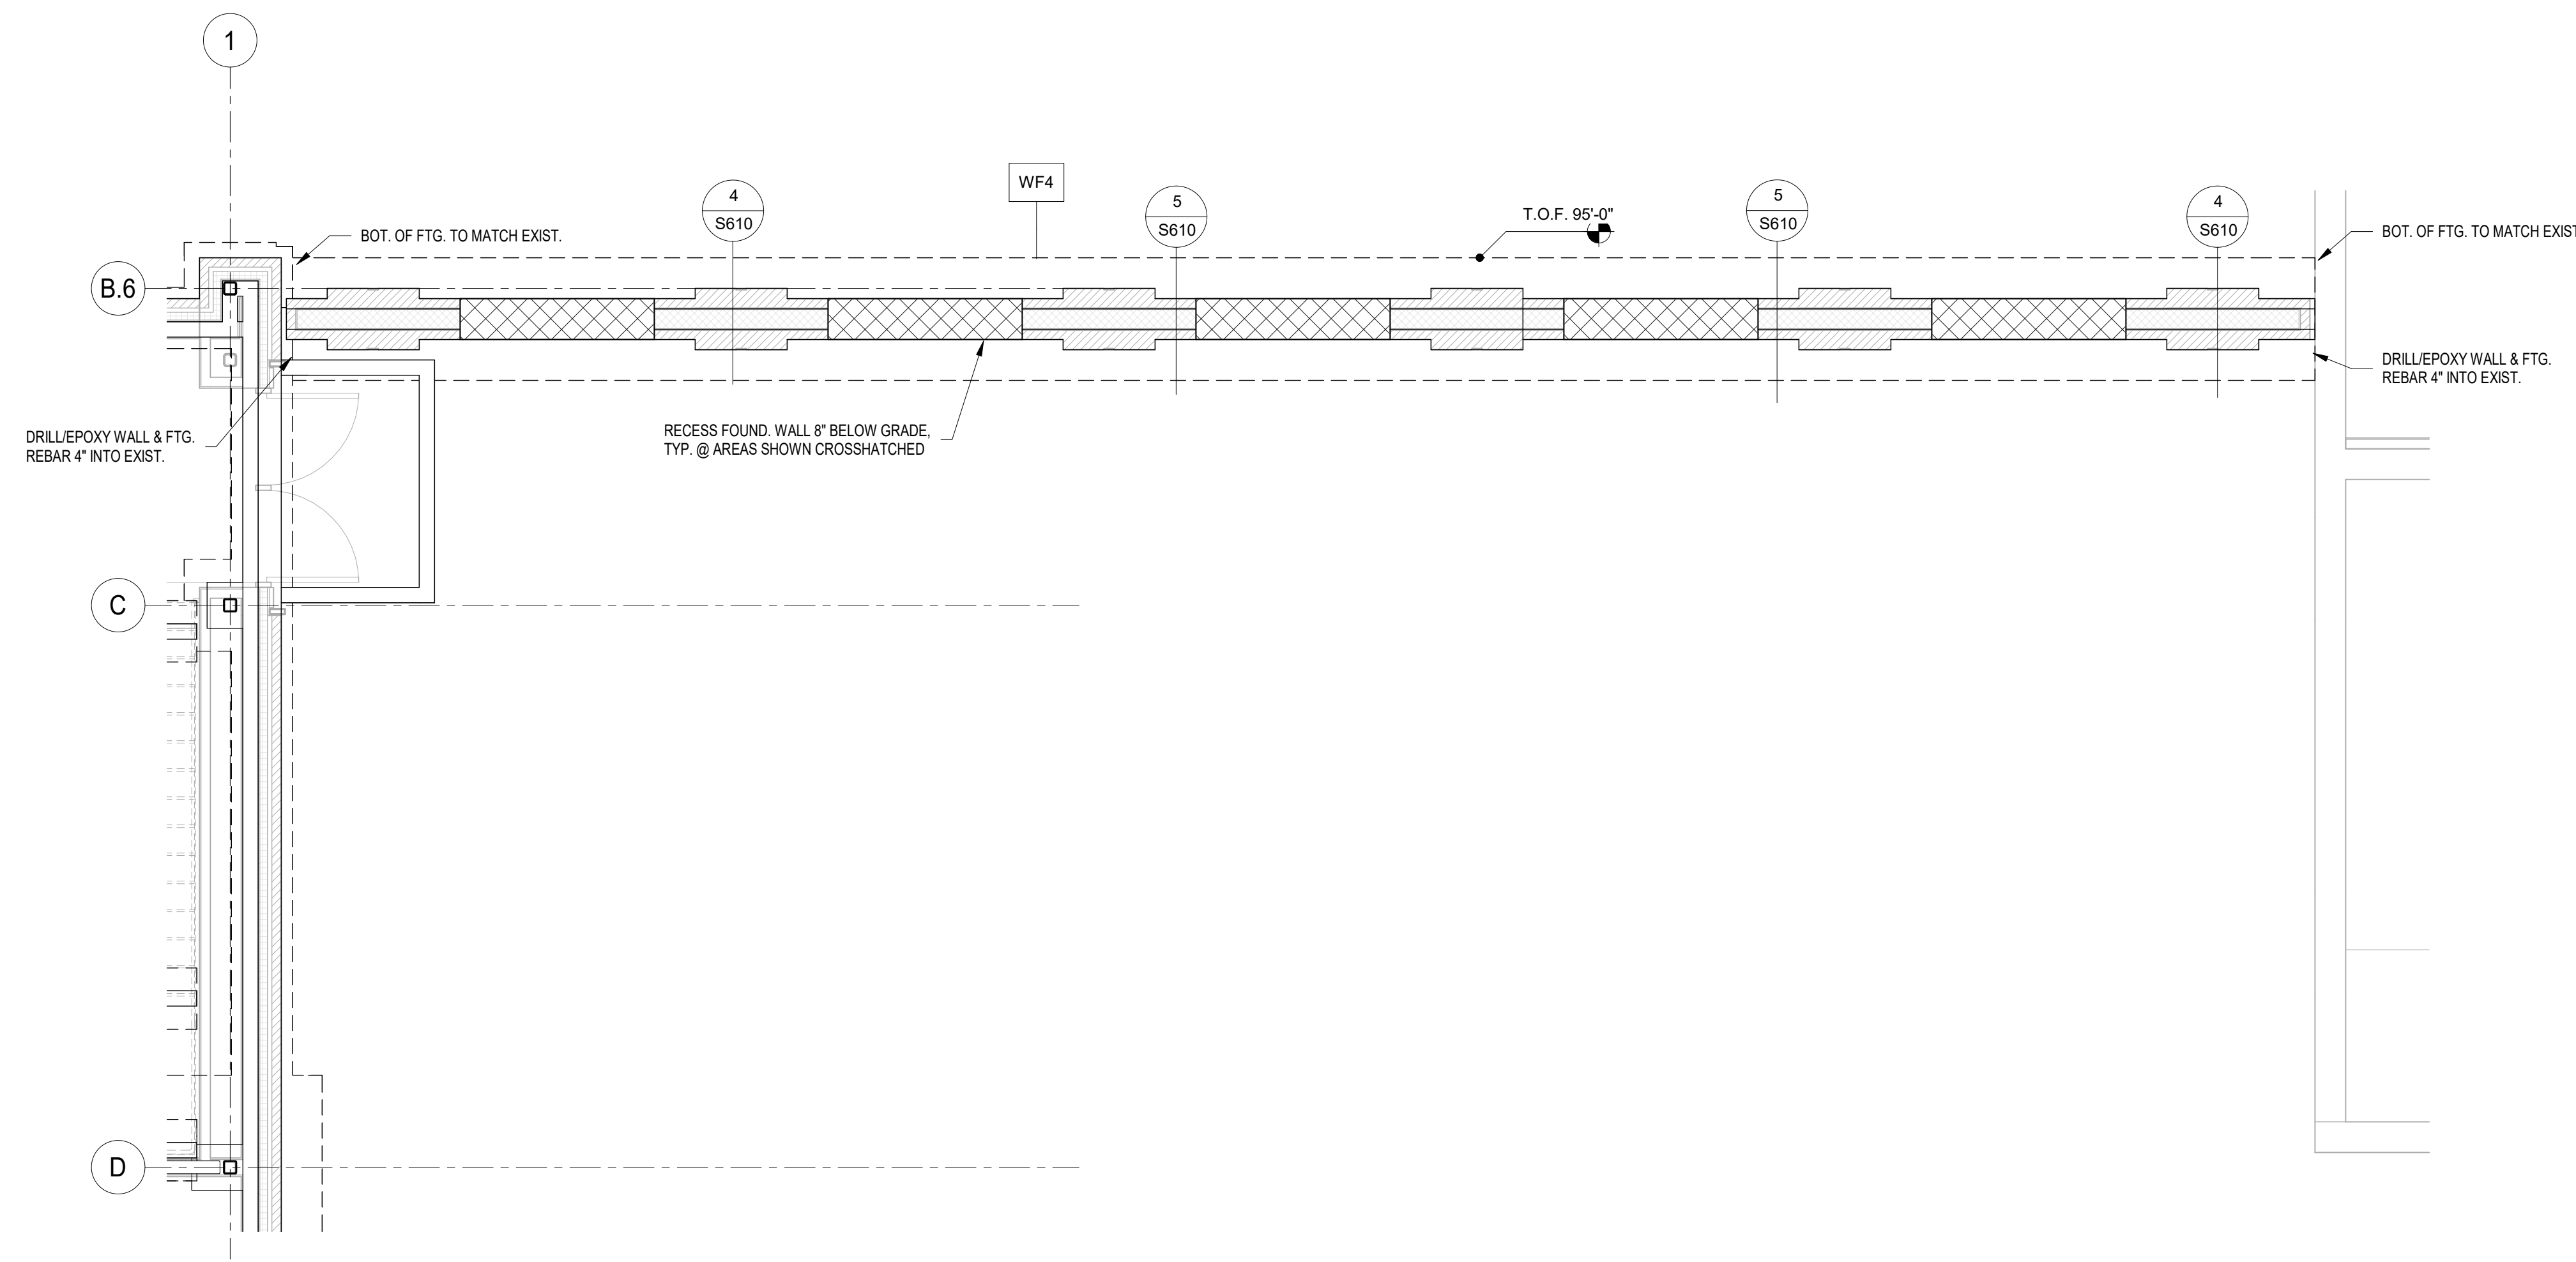 1
WF4
4
S610
5
S610
T.O.F. 95'-0"
5
S610
4
S610
BOT. OF FTG. TO MATCH EXIST.
BOT. OF FTG. TO MATCH EXIST
B.6
DRILL/EPOXY WALL & FTG.
REBAR 4" INTO EXIST.
RECESS FOUND. WALL 8" BELOW GRADE,
TYP. @ AREAS SHOWN CROSSHATCHED
DRILL/EPOXY WALL & FTG.
REBAR 4" INTO EXIST.
C
D